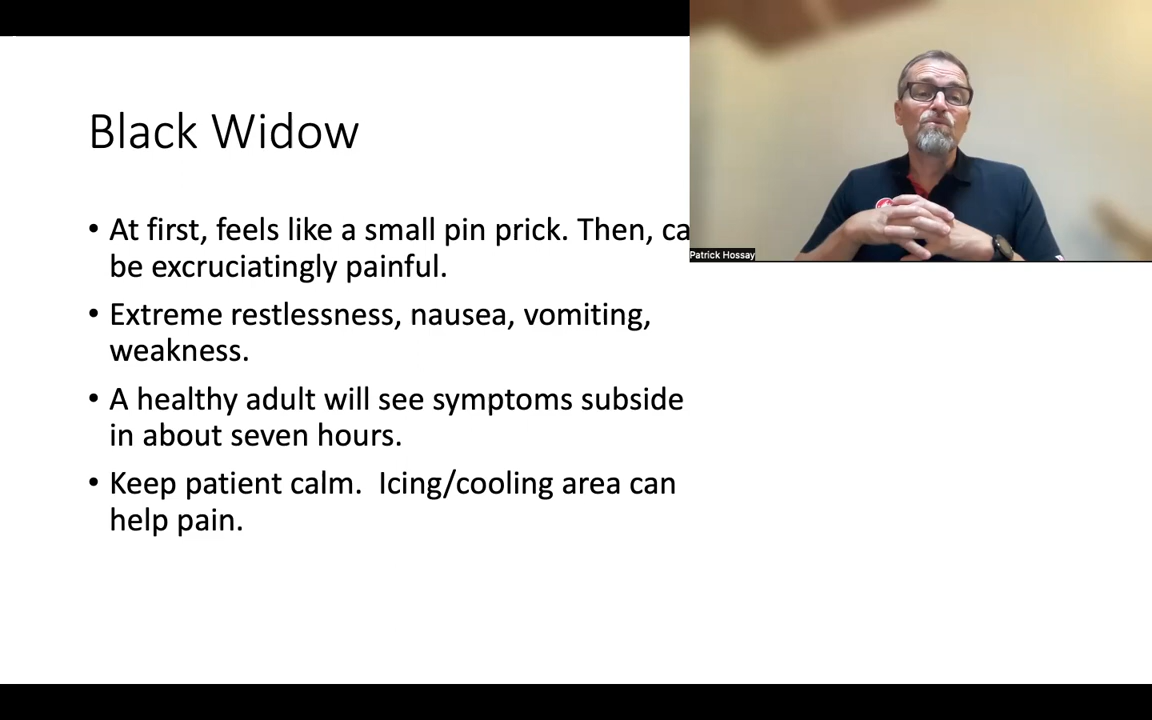 Black Widow
• At first, feels like a small pin prick. Then, ca
be excruciatingly painful.
• Extreme restlessness, nausea, vomiting,
weakness.
• A healthy adult will see symptoms subside
in about seven hours.
• Keep patient calm.  Icing/cooling area can
help pain.
Patrick Hossay